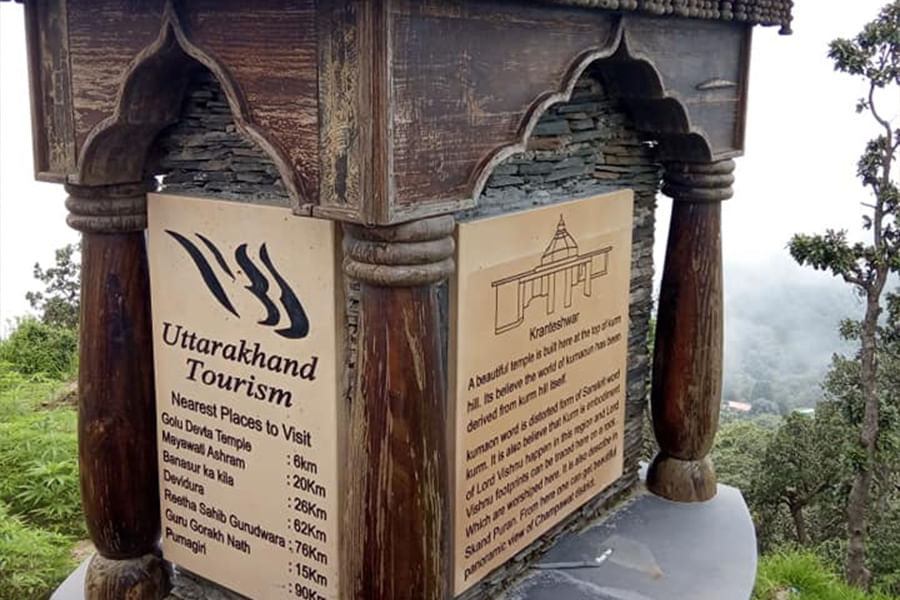 Uttarakhand
Tourism
Nearest Places to Visit
Golu Devta Temple : 6km
Mayawati Ashram : 20Km
Banasur ka kila : 26Km
Devidura : 62Km
Reetha Sahib Gurudwara : 76Km
Guru Gorakh Nath : 15Km
Purnagiri : 90Km
Kranteshwar
A beautiful temple is built here at the top of kurm
hill. Its believe the world of kumaoun has been
derived from kurm hill itself.
kumaon word is distorted form of Sanskrit word
kurm. It is also believe that Kurm is embodiment
of Lord Vishnu happen in this region and Lord
Vishnu footprints can be traced here on a rock.
Which are worshiped here. It is also describe in
Skand Puran. From here one can get beautiful
panoramic view of Champawat district.